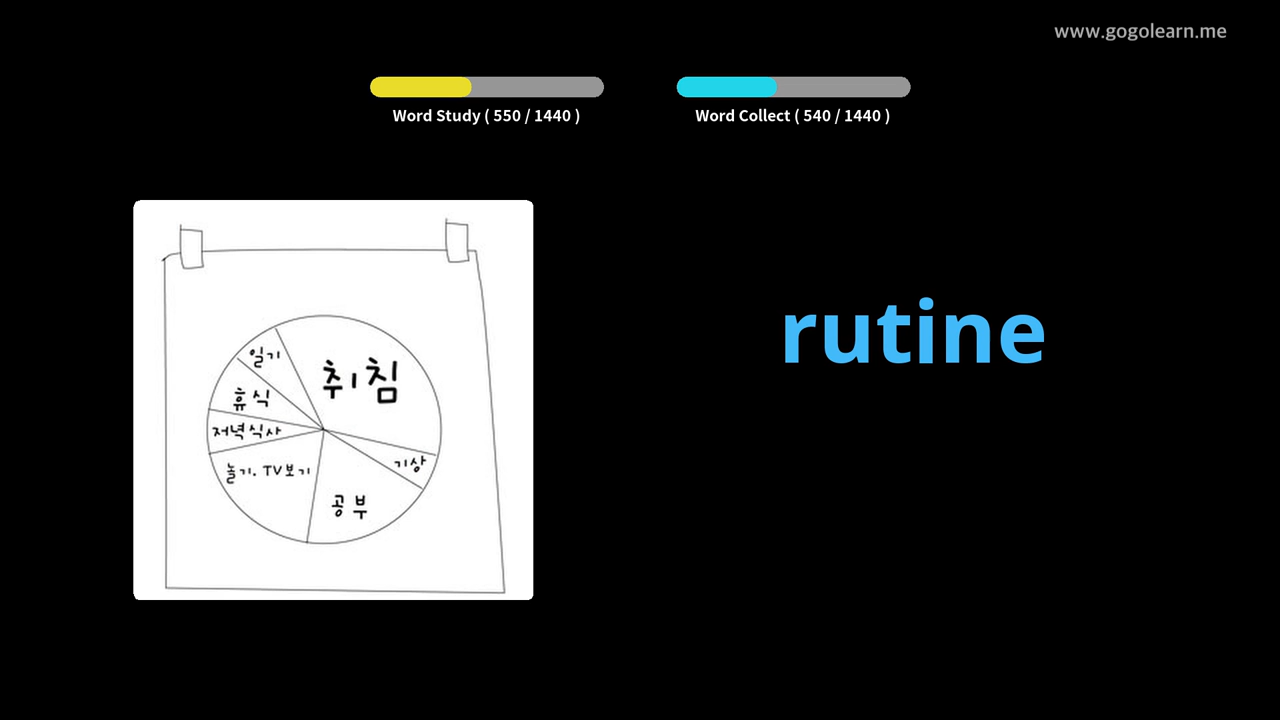 www.gogolearn.me
Word Study ( 550 / 1440 )
Word Collect ( 540 / 1440 )
일기
취침
휴식
저녁식사
기상
놀기. TV보기
공부
rutine